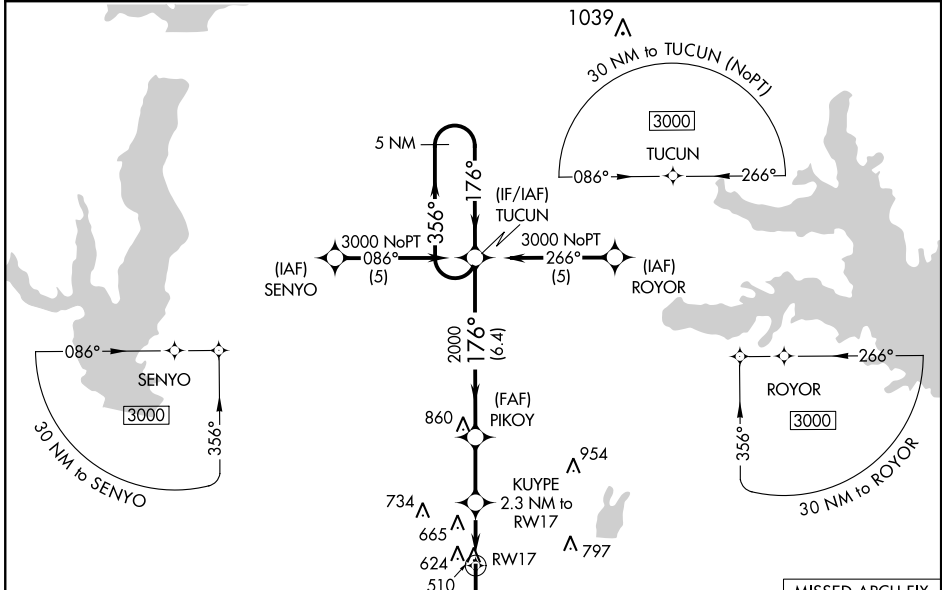 1039
30 NM to TUCUN (NoPT)
3000
TUCUN
086°
266°
5 NM
176°
356°
(IF/IAF)
TUCUN
3000 NoPT
086°
(5)
3000 NoPT
266°
(5)
(IAF)
SENYO
(IAF)
ROYOR
2000
176°
(6.4)
086°
SENYO
3000
356°
30 NM to SENYO
266°
ROYOR
3000
356°
30 NM to ROYOR
(FAF)
PIKOY
860
954
KUYPE
2.3 NM to
RW17
734
665
797
624
RW17
510
MISSED APCH FIX